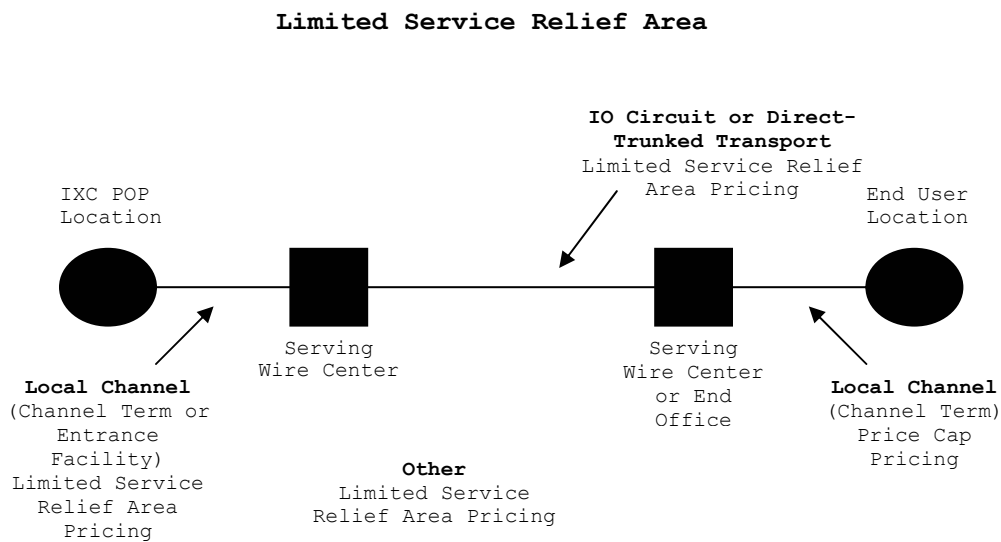 Limited Service Relief Area
IO Circuit or Direct-
Trunked Transport
Limited Service Relief
Area Pricing
IXC POP
Location
End User
Location
Serving
Wire Center
Serving
Wire Center
or End
Office
Local Channel
(Channel Term or
Entrance
Facility)
Limited Service
Relief Area
Pricing
Local Channel
(Channel Term)
Price Cap
Pricing
Other
Limited Service
Relief Area Pricing